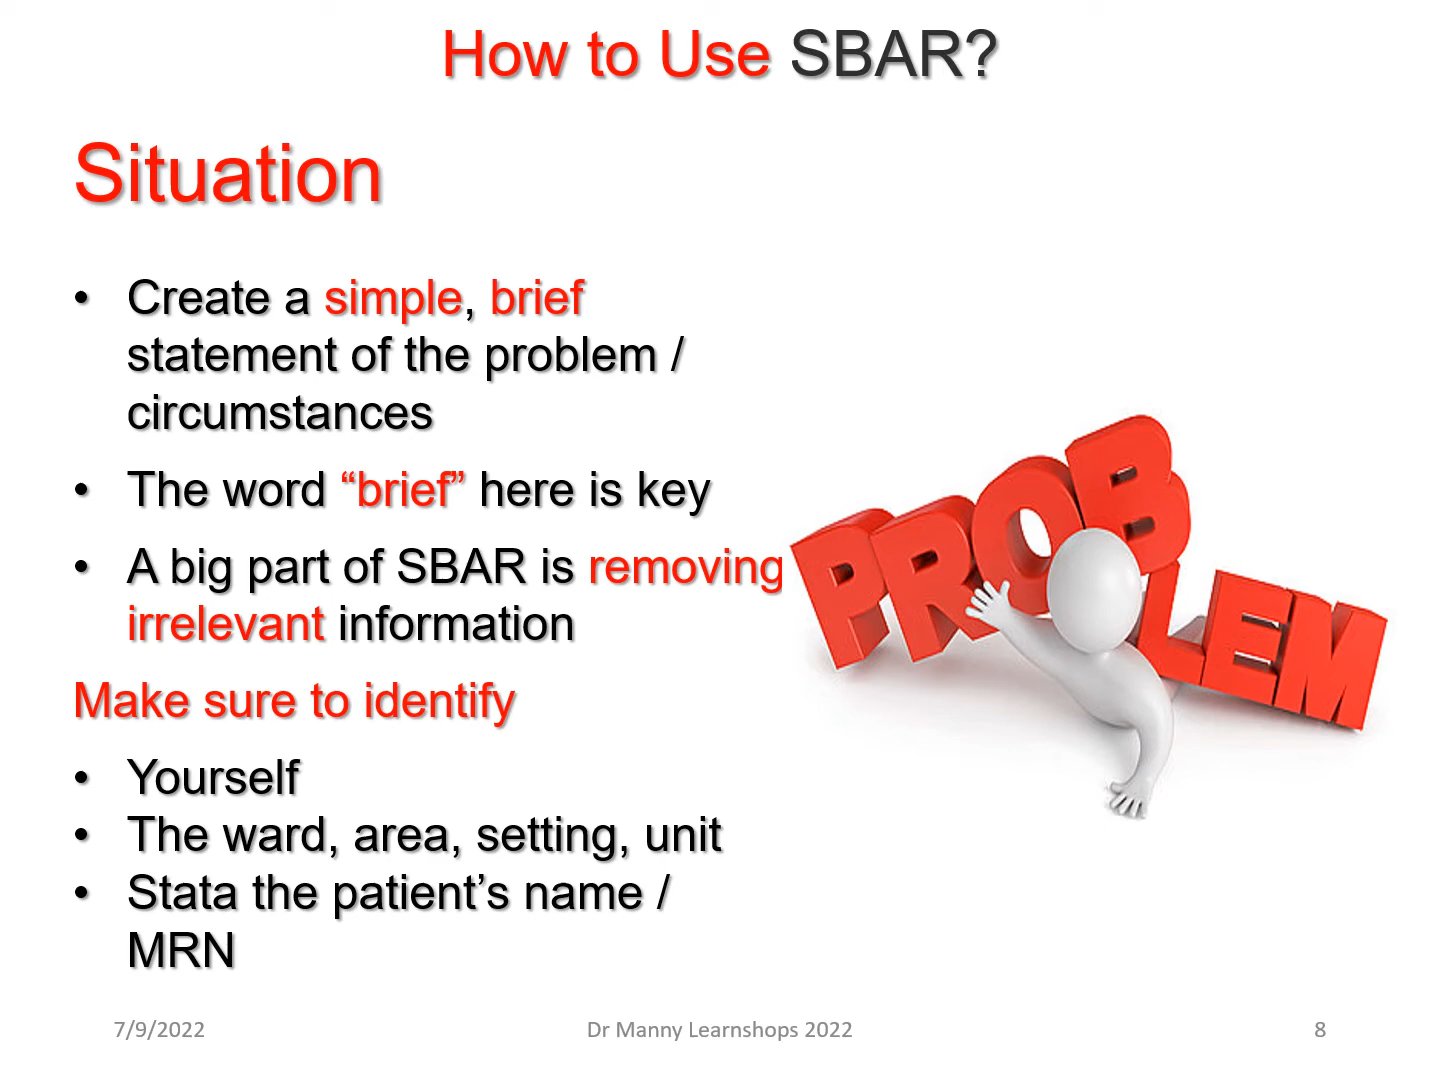 How to Use SBAR?
Situation
• Create a simple, brief
statement of the problem /
circumstances
• The word “brief” here is key
• A big part of SBAR is removing
irrelevant information
Make sure to identify
• Yourself
• The ward, area, setting, unit
• Stata the patient’s name /
MRN
PROBLEM
7/9/2022
Dr Manny Learnshops 2022
8